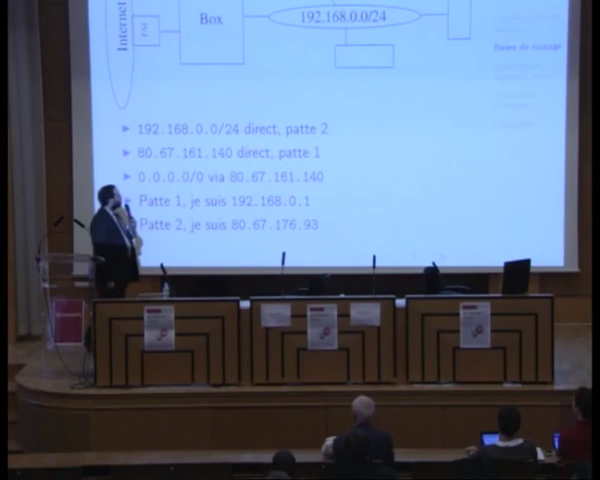 Internet
FAI
Box
192.168.0.0/24
Bases de routage
▶ 192.168.0.0/24 direct, patte 2
▶ 80.67.161.140 direct, patte 1
▶ 0.0.0.0/0 via 80.67.161.140
▶ Patte 1, je suis 192.168.0.1
Patte 2, je suis 80.67.176.93